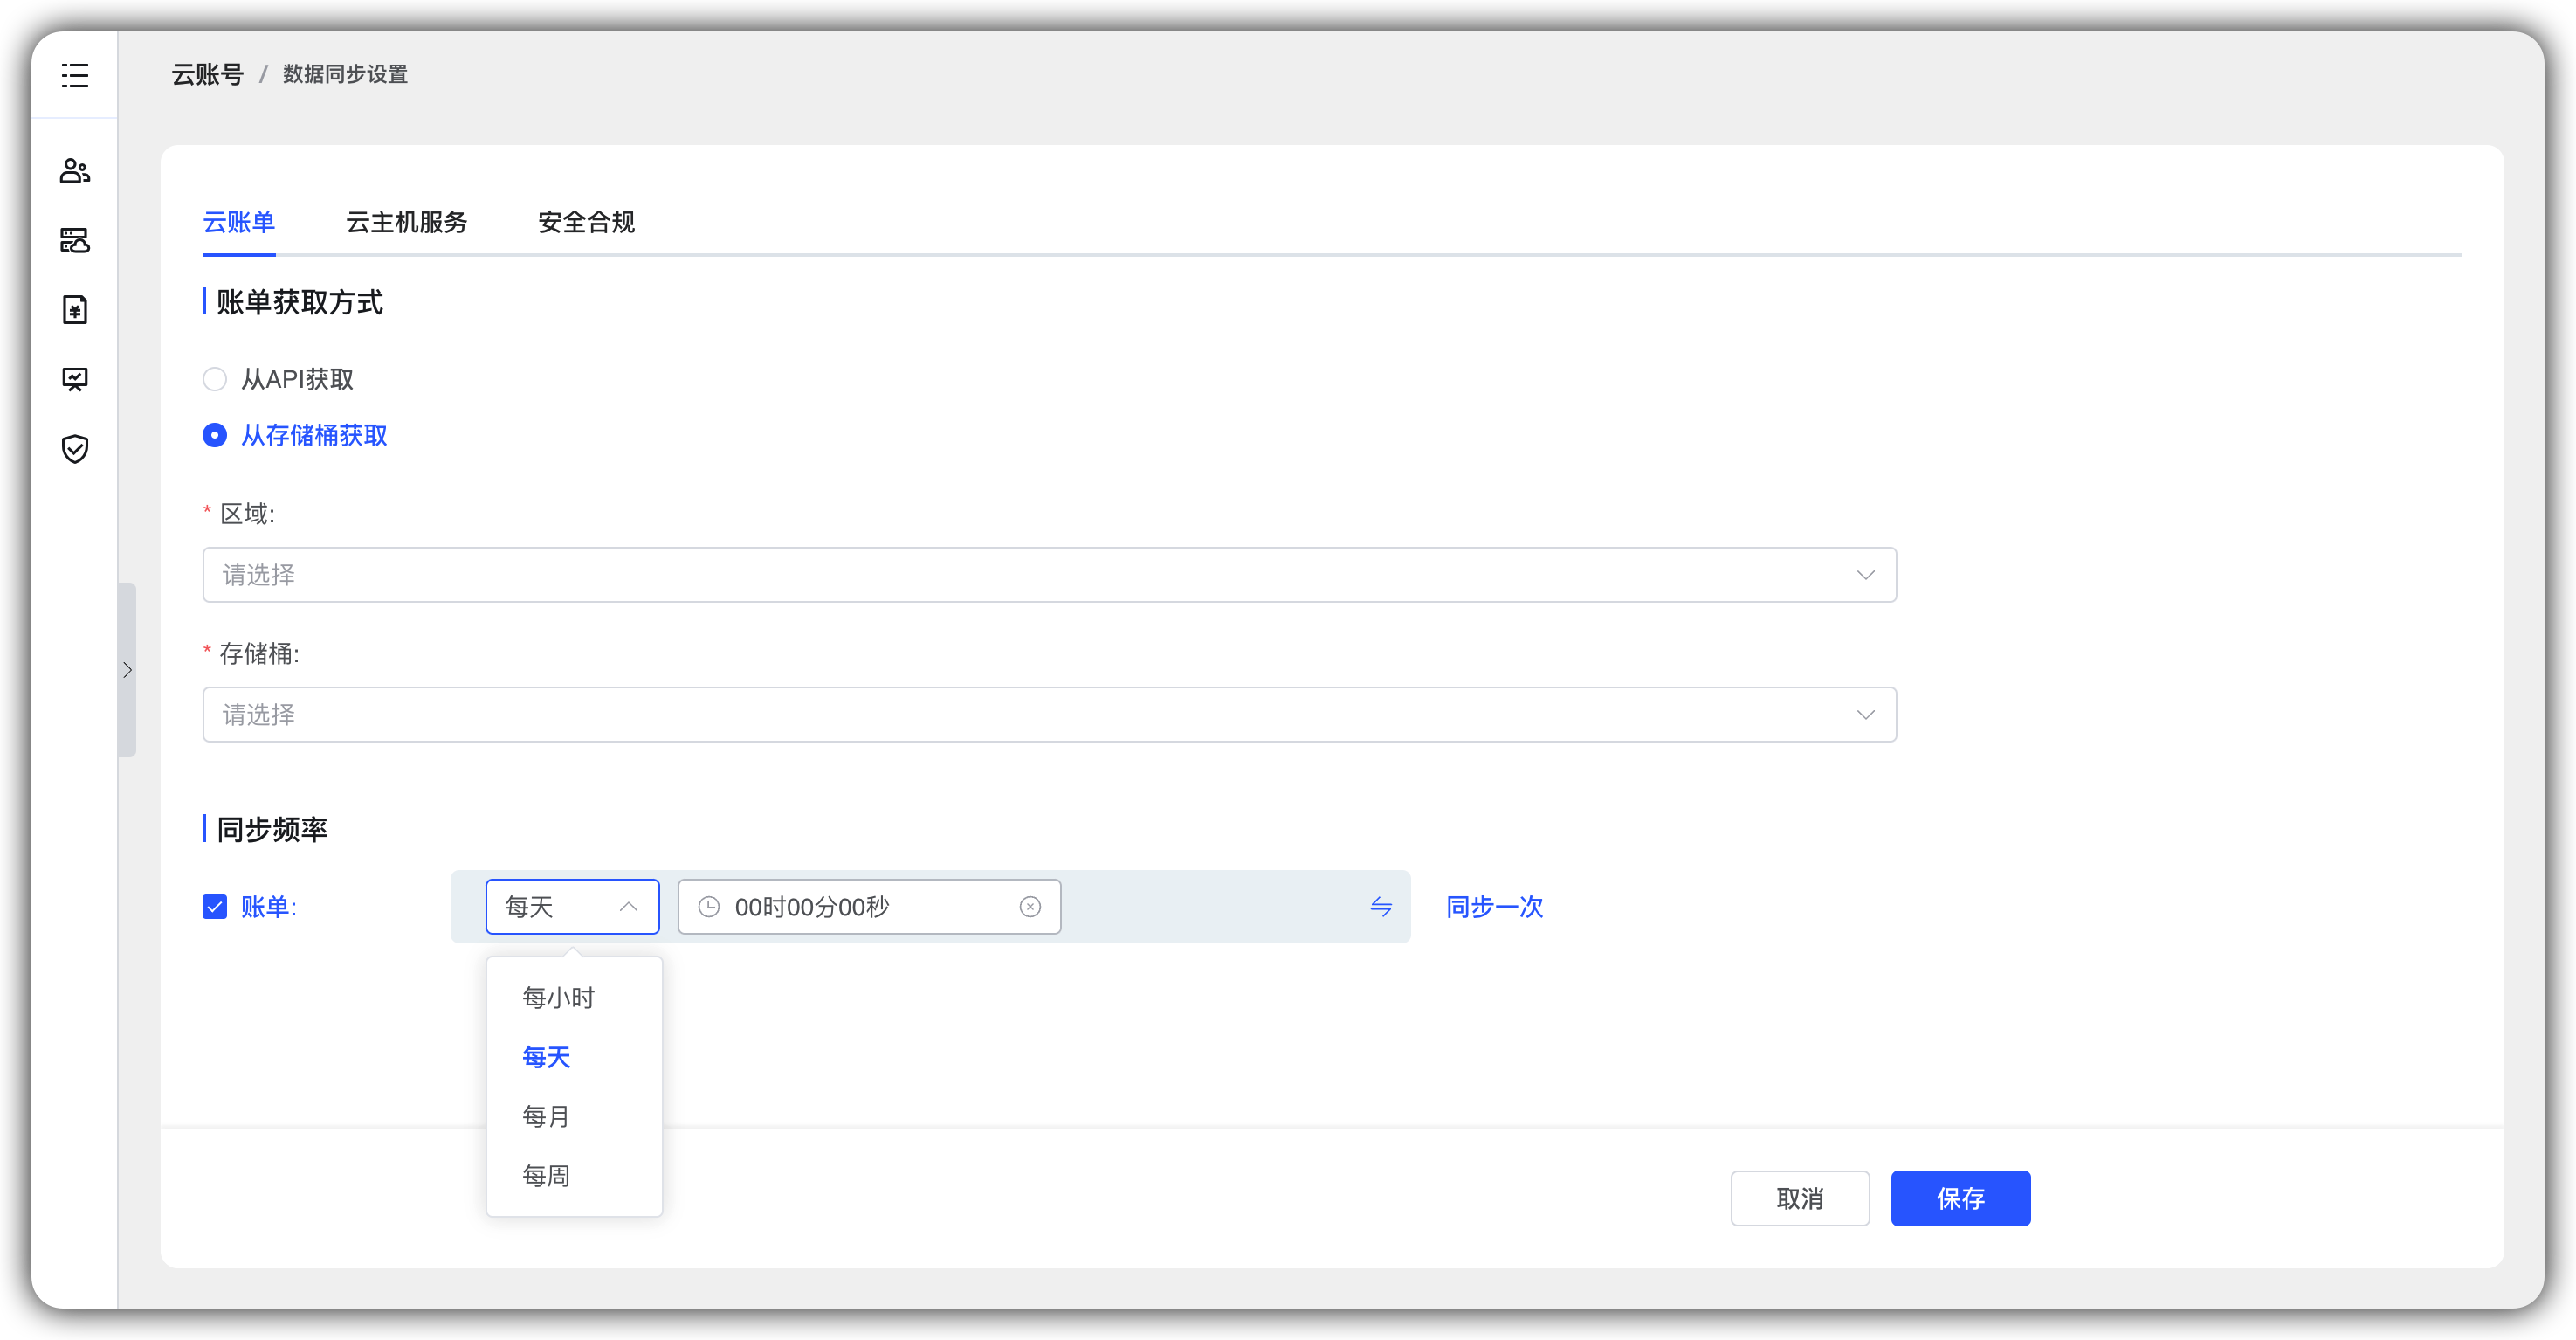 云账号 / 数据同步设置
云账单 云主机服务 安全合规
账单获取方式
从API获取
从存储桶获取
* 区域:
请选择
* 存储桶:
请选择
同步频率
账单: 每天 00时00分00秒 同步一次
每小时
每天
每月
每周
取消 保存